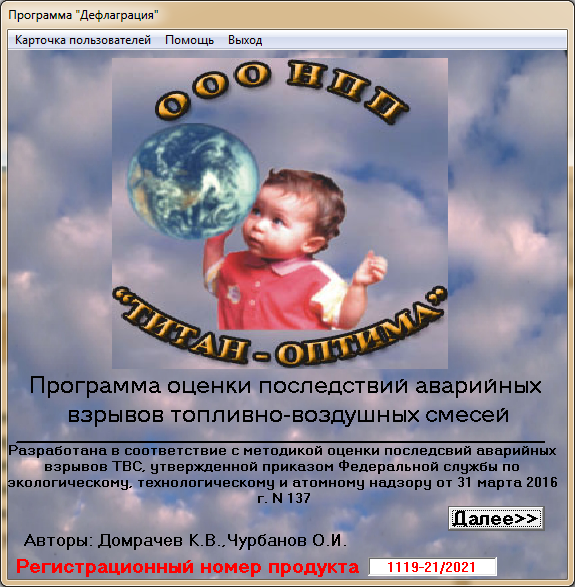 Программа "Дефлаграция"
Карточка пользователей Помощь Выход
ООО НПП
"ТИТАН - ОПТИМА"
Программа оценки последствий аварийных
взрывов топливно-воздушных смесей
Разработана в соответствие с методикой оценки последсвий аварийных
взрывов ТВС, утвержденной приказом Федеральной службы по
экологическому, технологическому и атомному надзору от 31 марта 2016
г. N 137
Далее>>
Авторы: Домрачев К.В.,Чурбанов О.И.
Регистрационный номер продукта 1119-21/2021